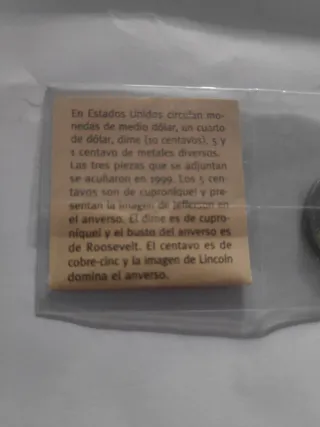 En Estados Unidos circulan mo-
nedas de medio dólar, un cuarto
de dólar, dime (10 centavos), 5 y
1 centavo de metales diversos.
Las tres piezas que se adjuntan
se acuñaron en 1999. Los 5 cen-
tavos son de cuproníquel y pre-
sentan la imagen de Jefferson en
el anverso. El dime es de cupro-
níquel y el busto del anverso es
de Roosevelt. El centavo es de
cobre-cinc y la imagen de Lincoln
domina el anverso.